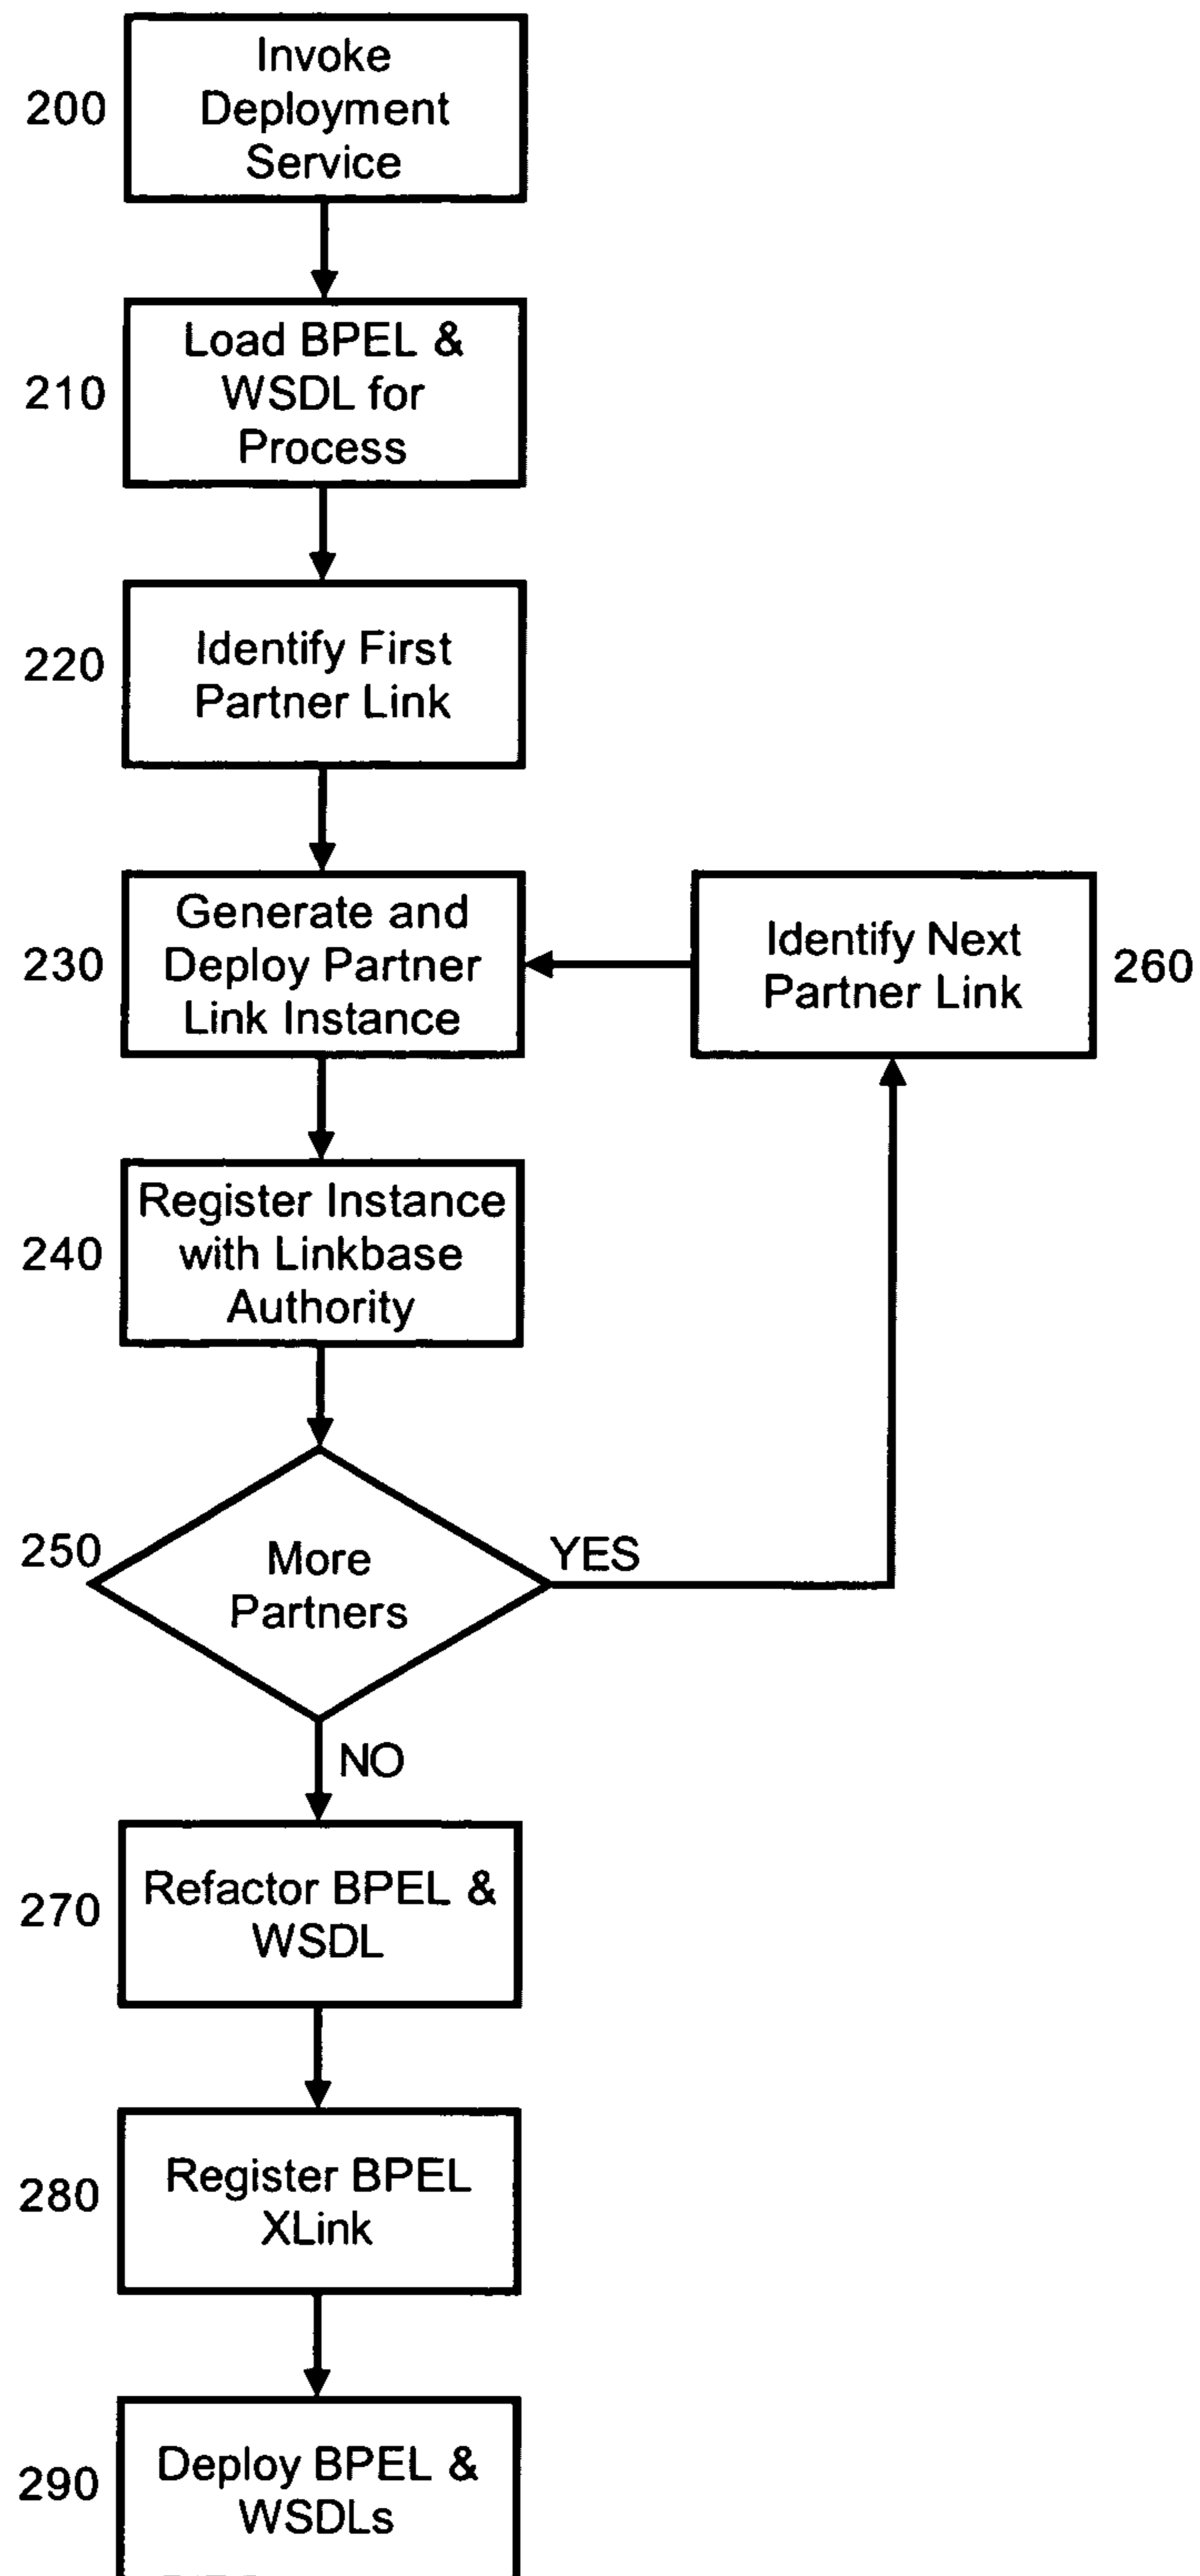 200
Invoke
Deployment
Service
210
Load BPEL &
WSDL for
Process
220
Identify First
Partner Link
230
Generate and
Deploy Partner
Link Instance
Identify Next
Partner Link
260
240
Register Instance
with Linkbase
Authority
250
More
Partners
YES
NO
270
Refactor BPEL &
WSDL
280
Register BPEL
XLink
290
Deploy BPEL &
WSDLs